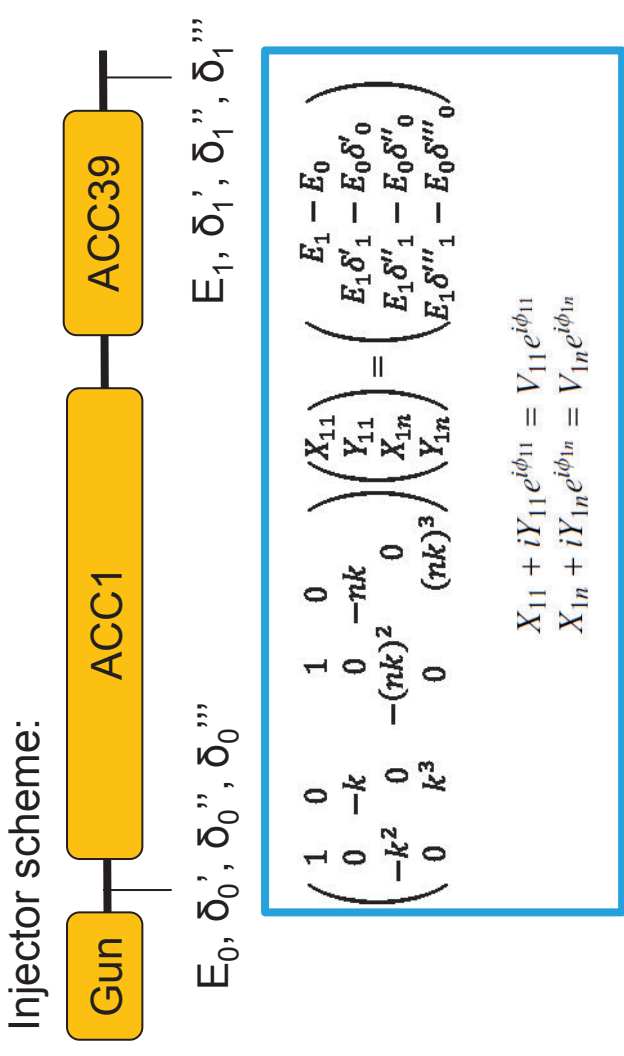 Injector scheme:
Gun ACC1 ACC39
E₀, δ₀', δ₀'', δ₀''' E₁, δ₁', δ₁'', δ₁'''
( 1 0 1 0 ) ( X₁₁ ) = ( E₁ − E₀ )
( 0 −k 0 −nk ) ( Y₁₁ ) ( E₁δ'₁ − E₀δ'₀ )
( −k² 0 −(nk)² 0 ) ( X₁ₙ ) ( E₁δ''₁ − E₀δ''₀ )
( 0 k³ 0 (nk)³ ) ( Y₁ₙ ) ( E₁δ'''₁ − E₀δ'''₀ )
X₁₁ + iY₁₁e^{iϕ₁₁} = V₁₁e^{iϕ₁₁}
X₁ₙ + iY₁ₙe^{iϕ₁ₙ} = V₁ₙe^{iϕ₁ₙ}